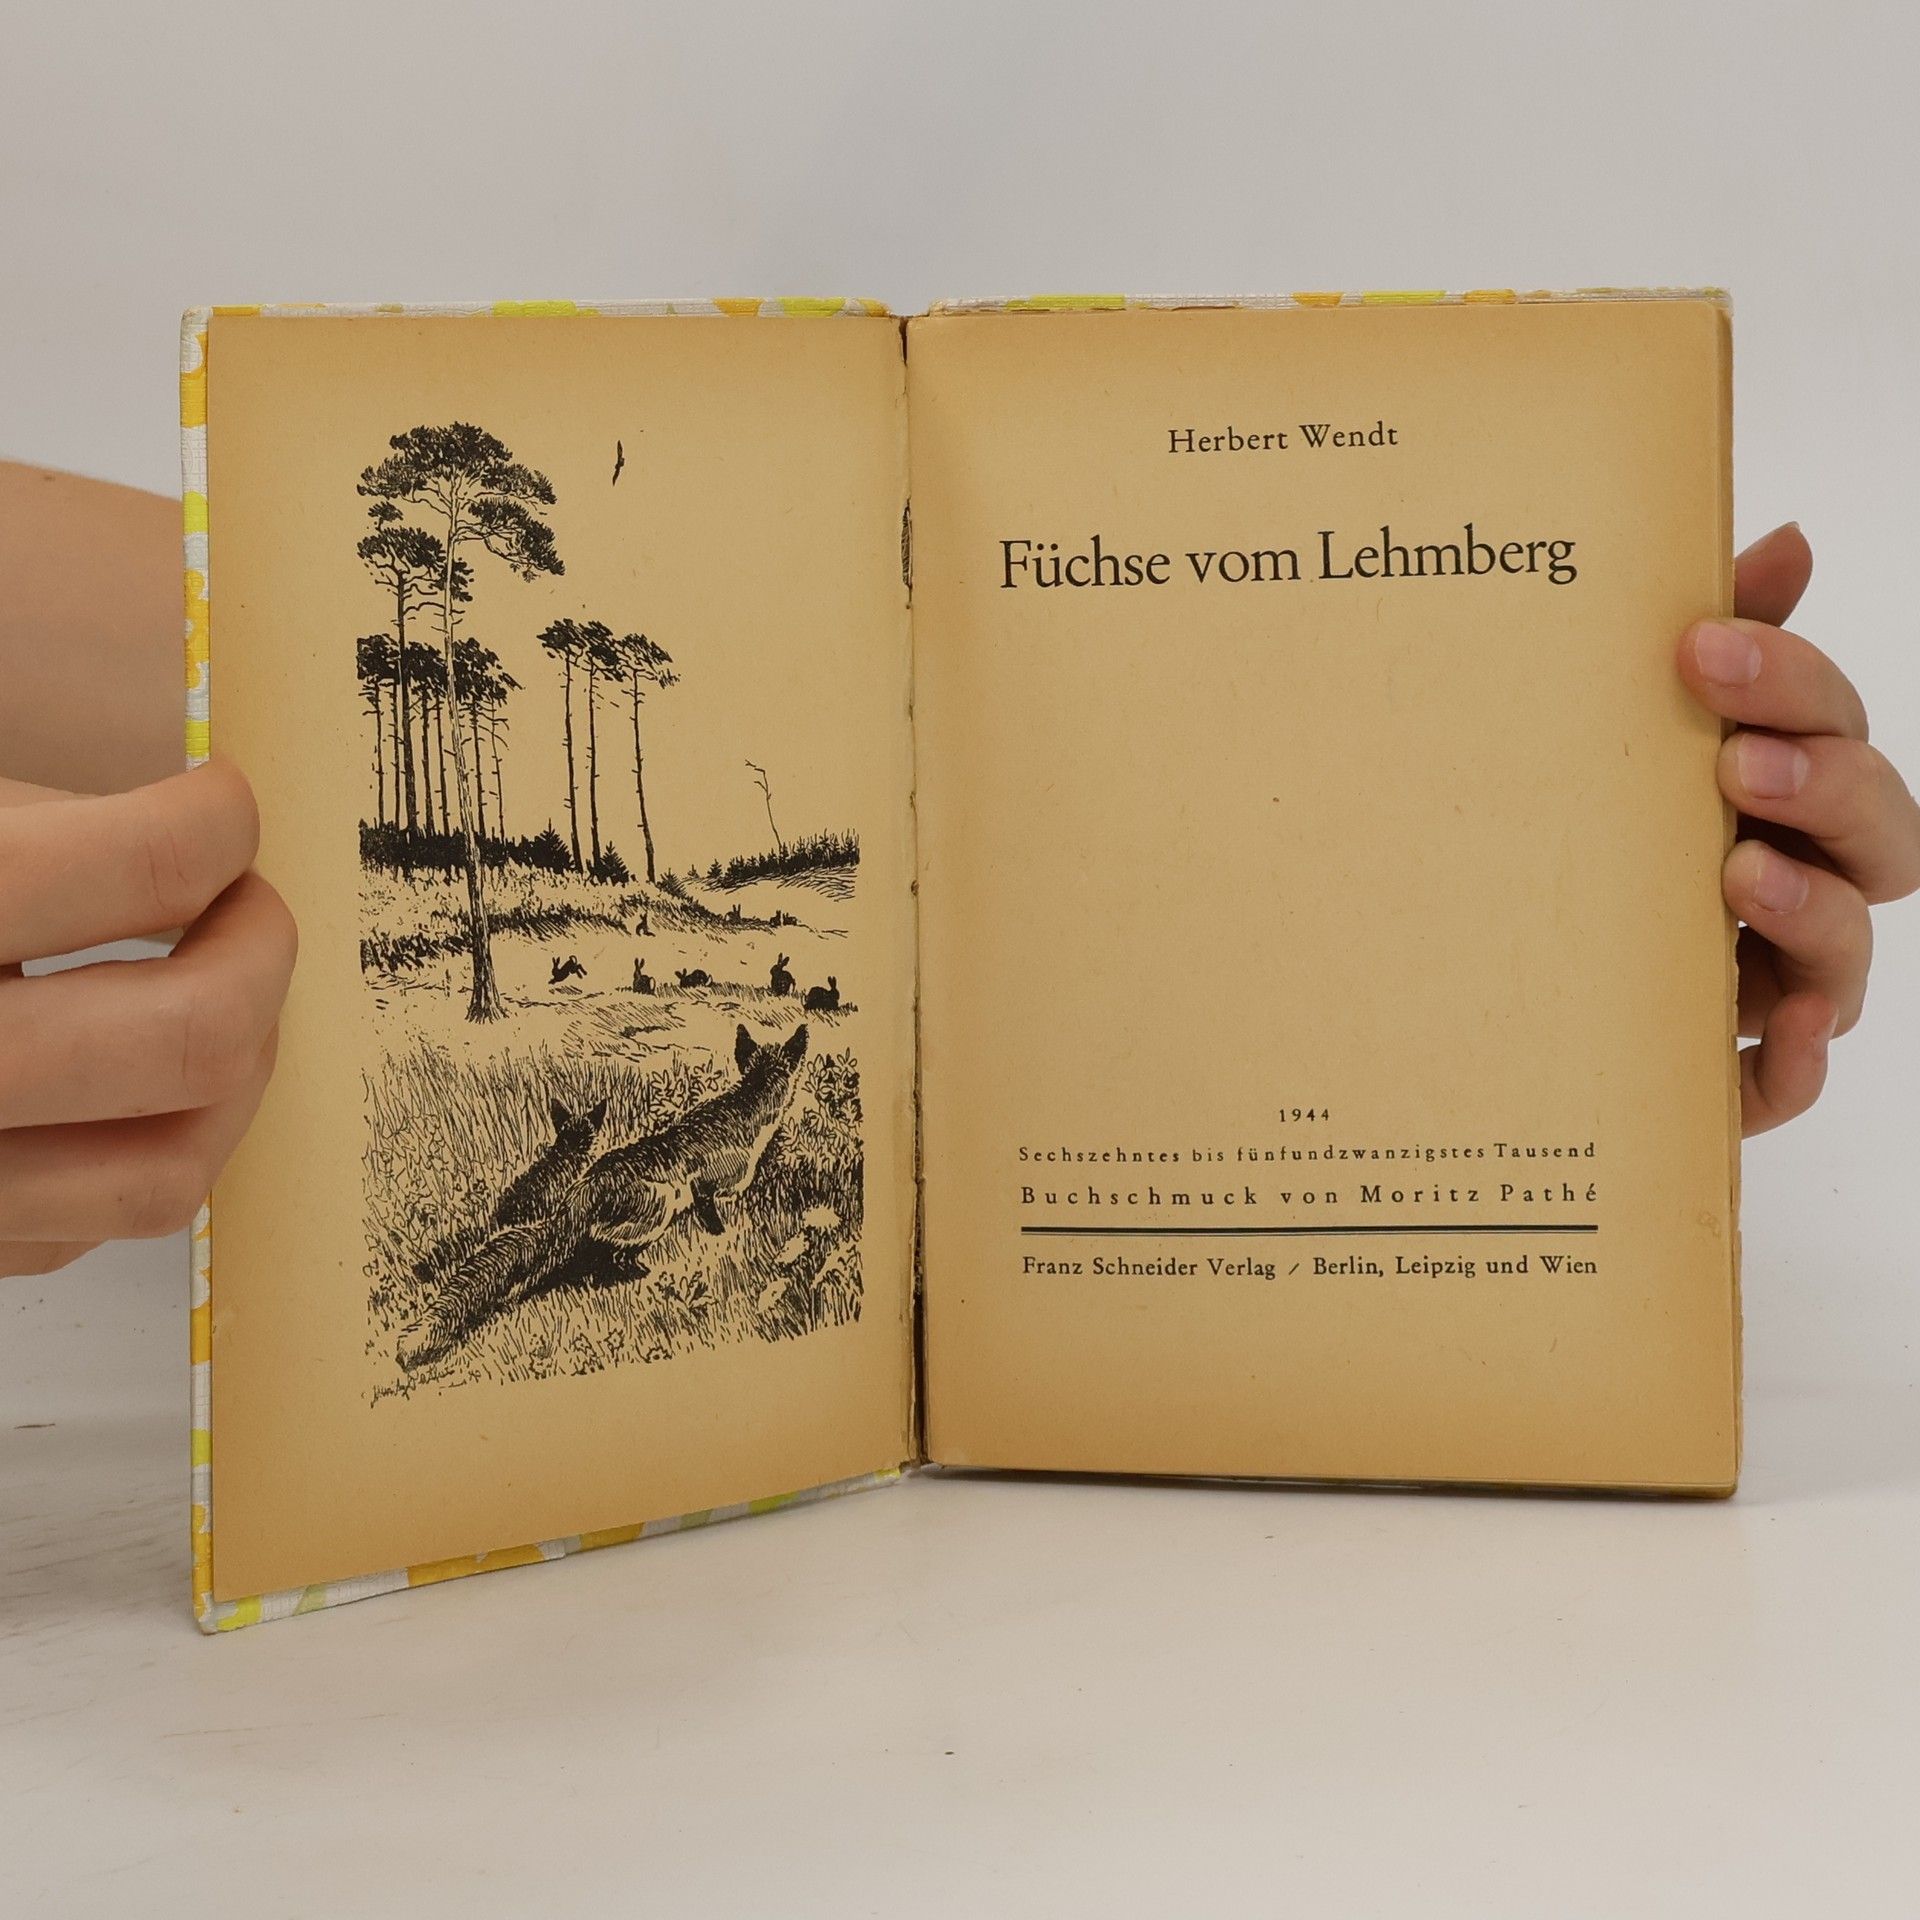 Herbert Wendt
Füchse vom Lehmberg
1944
Sechszehntes bis fünfundzwanzigstes Tausend
Buchschmuck von Moritz Pathé
Franz Schneider Verlag / Berlin, Leipzig und Wien